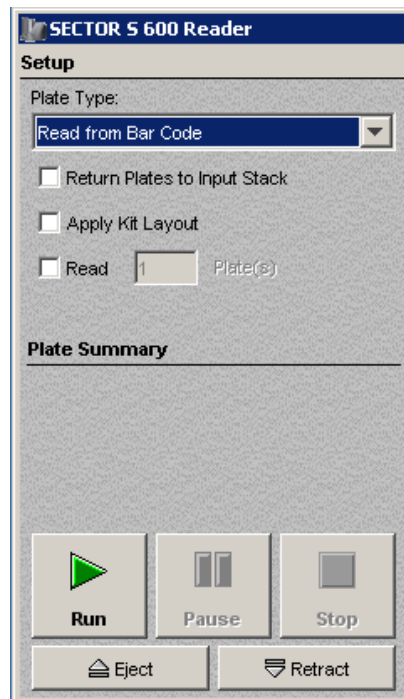 SECTOR S 600 Reader
Setup
Plate Type:
Read from Bar Code
Return Plates to Input Stack
Apply Kit Layout
Read 1 Plate(s)
Plate Summary
Run Pause Stop
Eject Retract